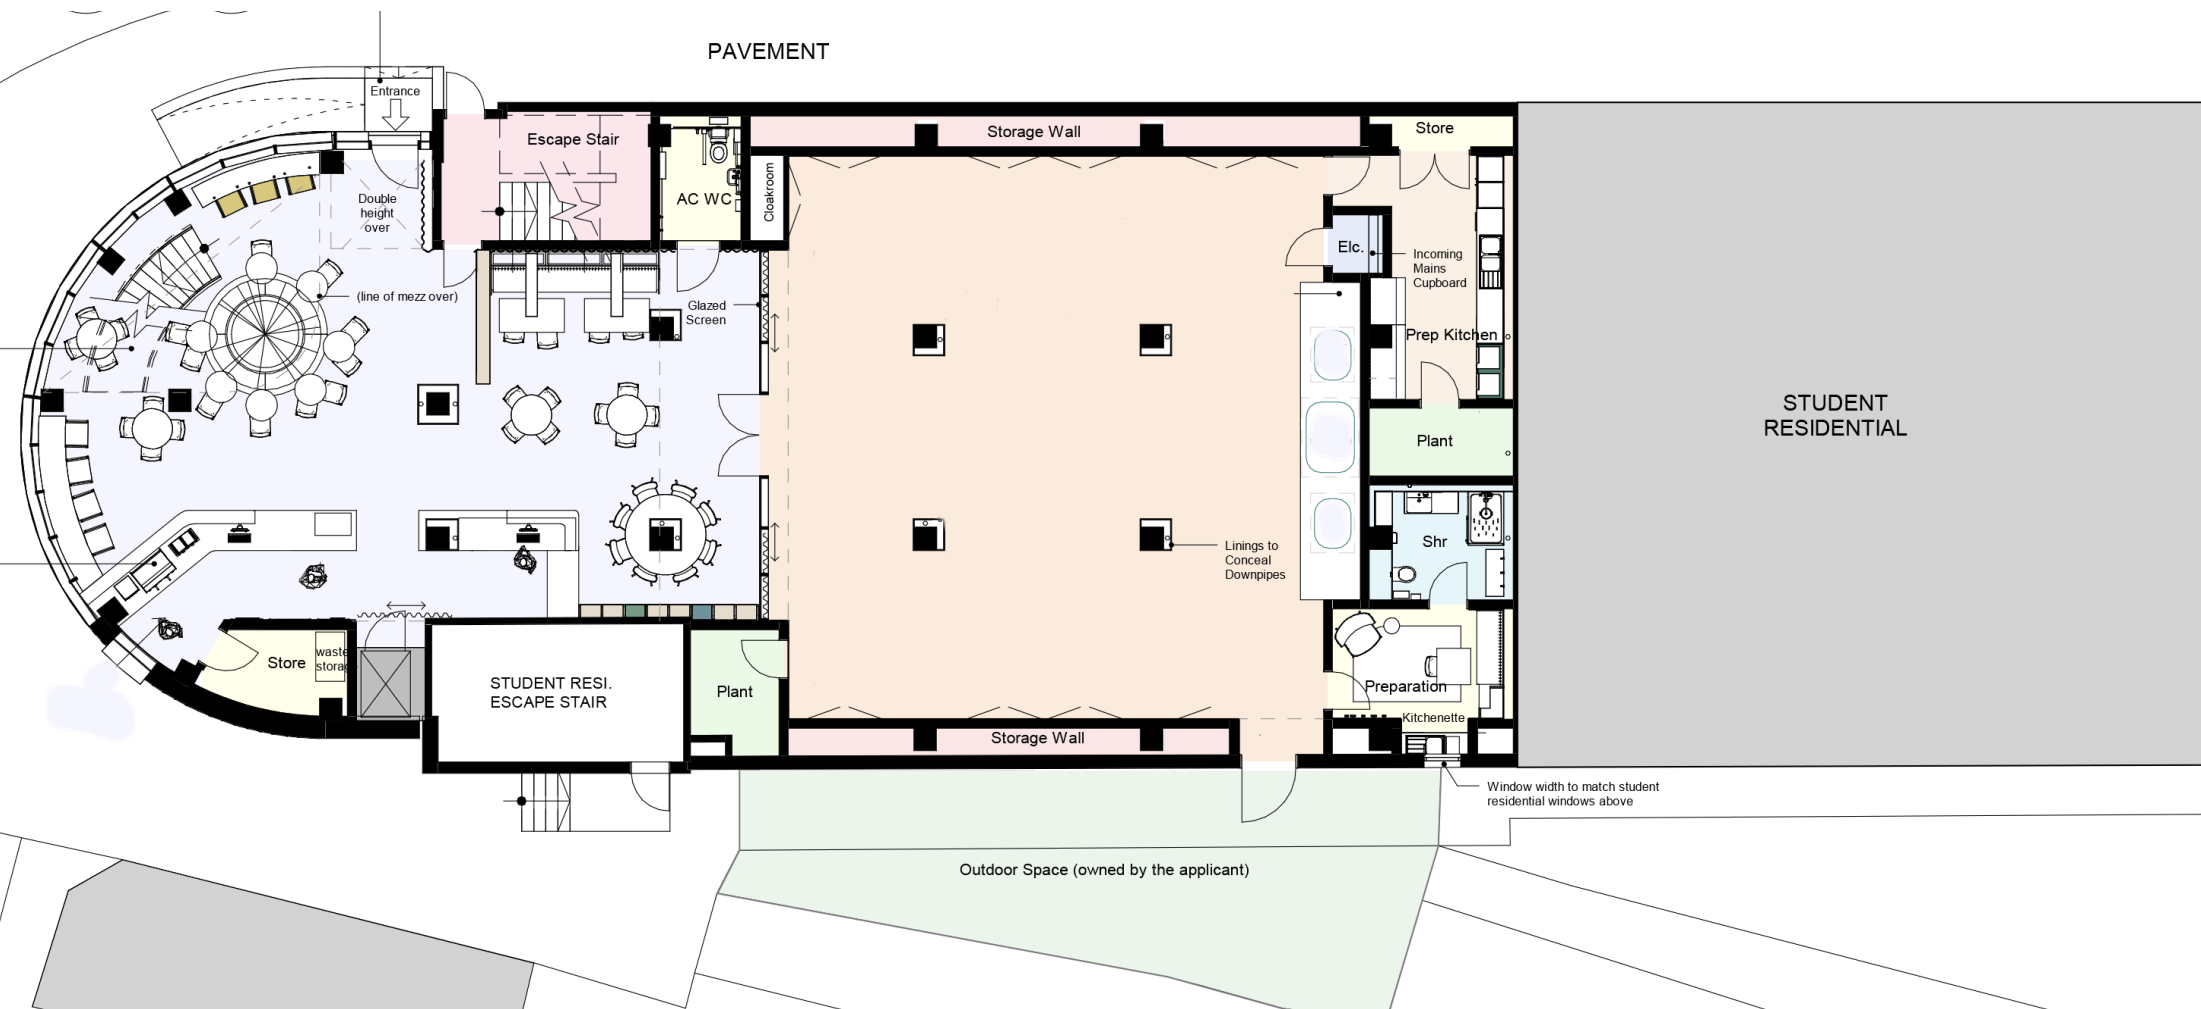 PAVEMENT
Entrance
Escape Stair
Storage Wall
Store
Double
height
over
AC WC
Cloakroom
Elc.
Incoming
Mains
Cupboard
(line of mezz over)
Glazed
Screen
Prep Kitchen
STUDENT
RESIDENTIAL
Plant
Linings to
Conceal
Downpipes
Shr
Store
waste
storag
STUDENT RESI.
ESCAPE STAIR
Plant
Preparation
Kitchenette
Storage Wall
Window width to match student
residential windows above
Outdoor Space (owned by the applicant)